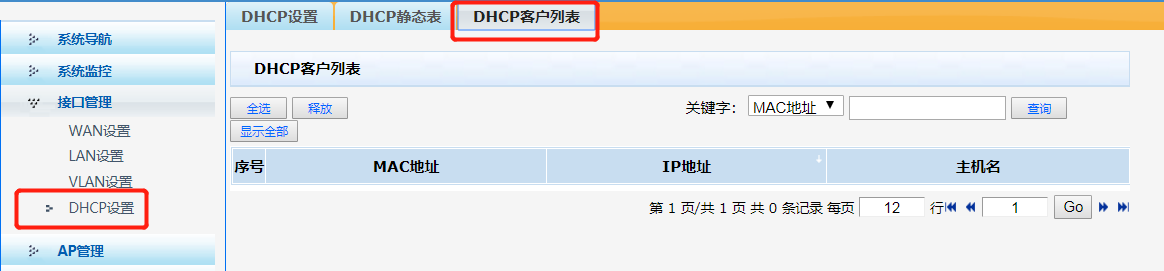 DHCP设置 DHCP静态表 DHCP客户列表
系统导航
系统监控
接口管理
WAN设置
LAN设置
VLAN设置
DHCP设置
AP管理
DHCP客户列表
全选 释放 关键字： MAC地址 查询
显示全部
序号 MAC地址 IP地址 主机名
第 1 页/共 1 页 共 0 条记录 每页 12 行 1 Go